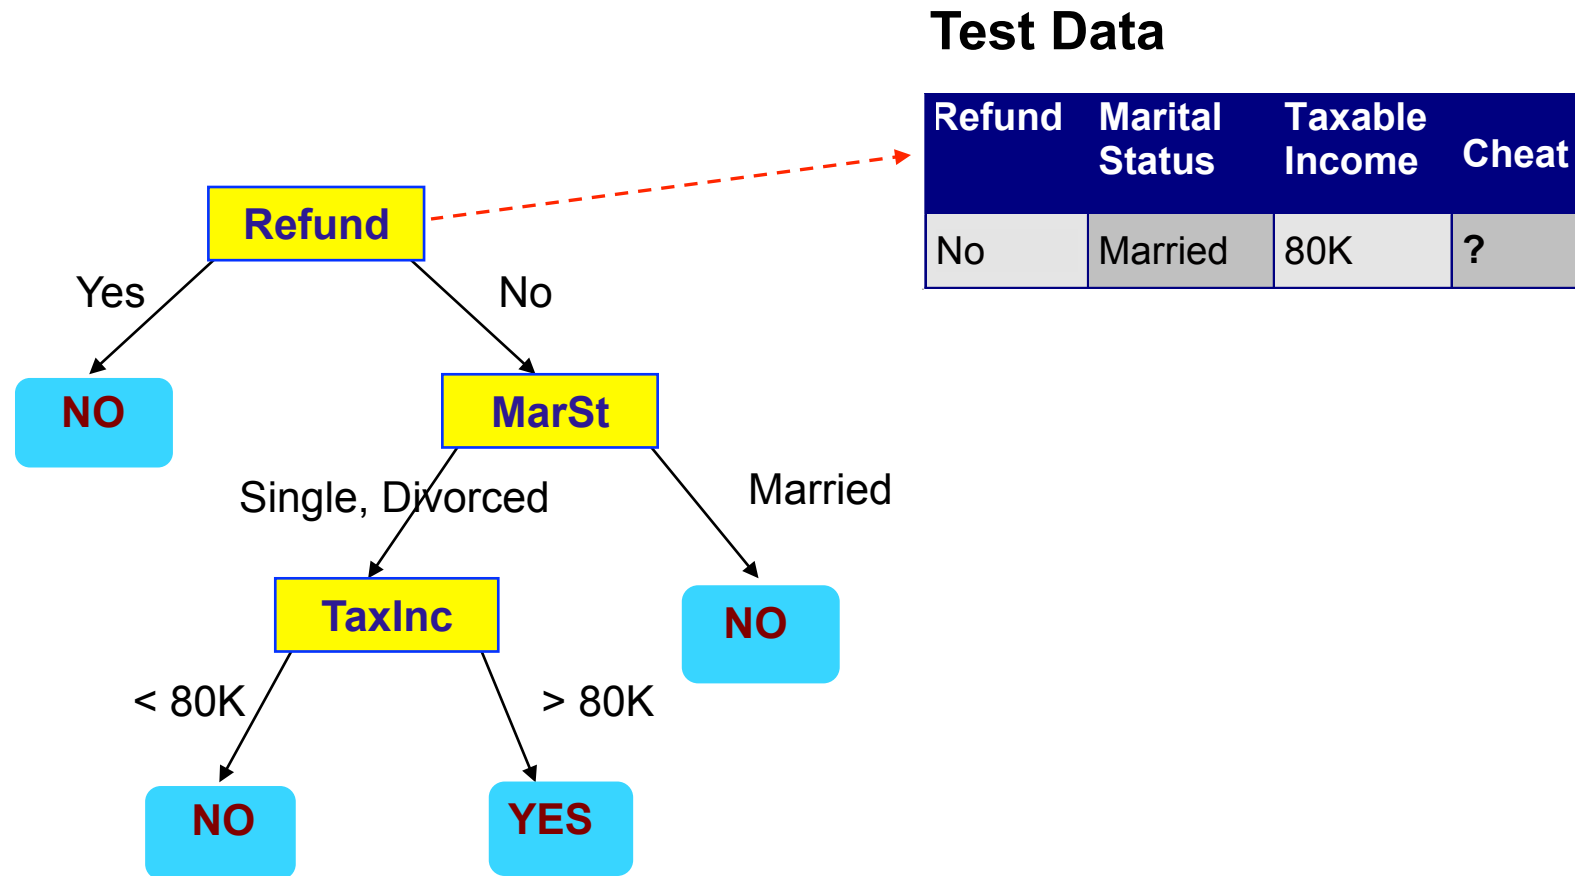 Test Data
Refund Marital Status Taxable Income Cheat
No Married 80K ?
Refund
Yes No
NO
MarSt
Single, Divorced Married
TaxInc
NO
< 80K > 80K
NO YES